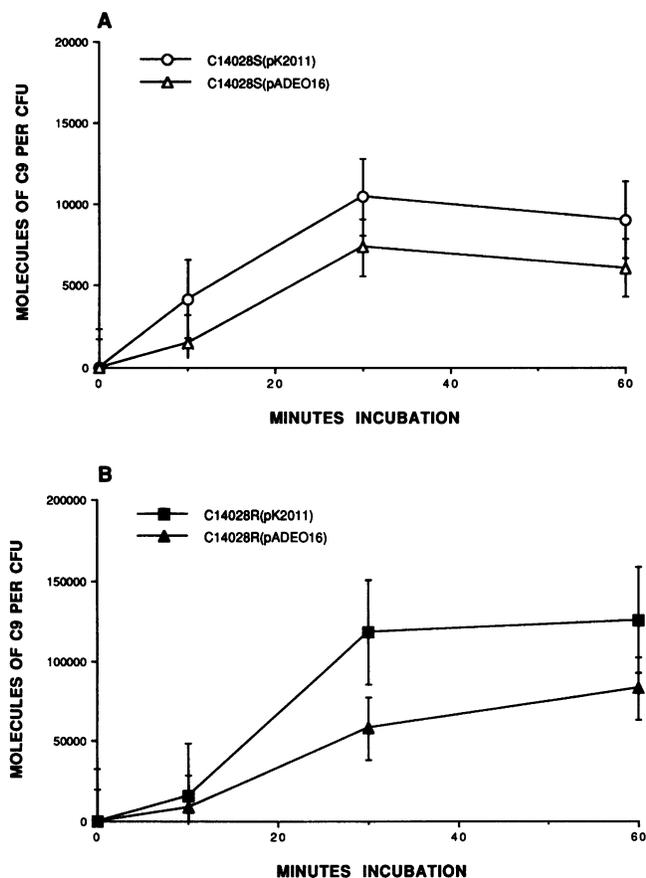 A
MOLECULES OF C9 PER CFU
20000
15000
10000
5000
0
C14028S(pK2011)
C14028S(pADEO16)
0 20 40 60
MINUTES INCUBATION
B
MOLECULES OF C9 PER CFU
200000
150000
100000
50000
0
C14028R(pK2011)
C14028R(pADEO16)
0 20 40 60
MINUTES INCUBATION